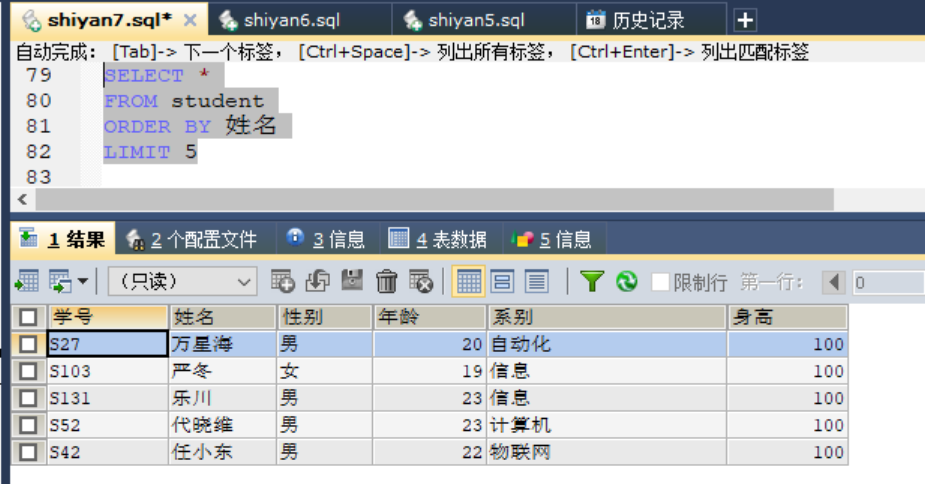 shiyan7.sql* shiyan6.sql shiyan5.sql 历史记录
自动完成： [Tab]-> 下一个标签， [Ctrl+Space]-> 列出所有标签， [Ctrl+Enter]-> 列出匹配标签
79 SELECT *
80 FROM student
81 ORDER BY 姓名
82 LIMIT 5
83
1 结果 2 个配置文件 3 信息 4 表数据 5 信息
（只读） 限制行 第一行： 0
学号 姓名 性别 年龄 系别 身高
S27 万星海 男 20 自动化 100
S103 严冬 女 19 信息 100
S131 乐川 男 23 信息 100
S52 代晓维 男 23 计算机 100
S42 任小东 男 22 物联网 100